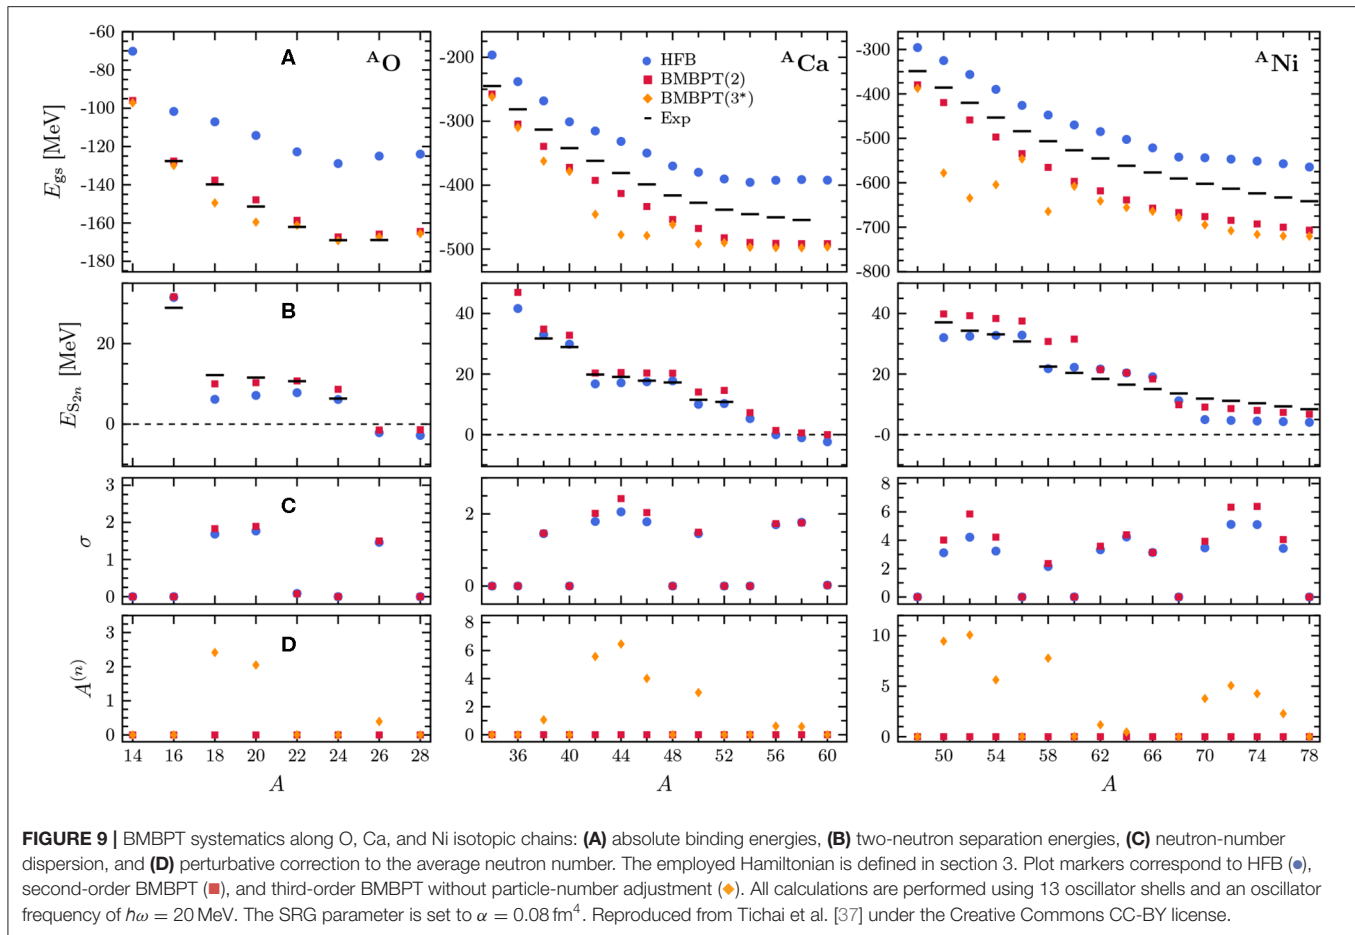 A
ᴬO
ᴬCa
ᴬNi
HFB
BMBPT(2)
BMBPT(3*)
Exp
E_gs [MeV]
-60
-80
-100
-120
-140
-160
-180
-200
-300
-400
-500
-300
-400
-500
-600
-700
-800
B
E_S2n [MeV]
20
0
40
20
0
40
20
-0
C
σ
3
2
1
0
2
0
8
6
4
2
0
D
A⁽ⁿ⁾
3
2
1
0
8
6
4
2
0
10
5
0
14 16 18 20 22 24 26 28
36 40 44 48 52 56 60
50 54 58 62 66 70 74 78
A A A
FIGURE 9 | BMBPT systematics along O, Ca, and Ni isotopic chains: (A) absolute binding energies, (B) two-neutron separation energies, (C) neutron-number
dispersion, and (D) perturbative correction to the average neutron number. The employed Hamiltonian is defined in section 3. Plot markers correspond to HFB (●),
second-order BMBPT (■), and third-order BMBPT without particle-number adjustment (◆). All calculations are performed using 13 oscillator shells and an oscillator
frequency of ℏω = 20 MeV. The SRG parameter is set to α = 0.08 fm⁴. Reproduced from Tichai et al. [37] under the Creative Commons CC-BY license.